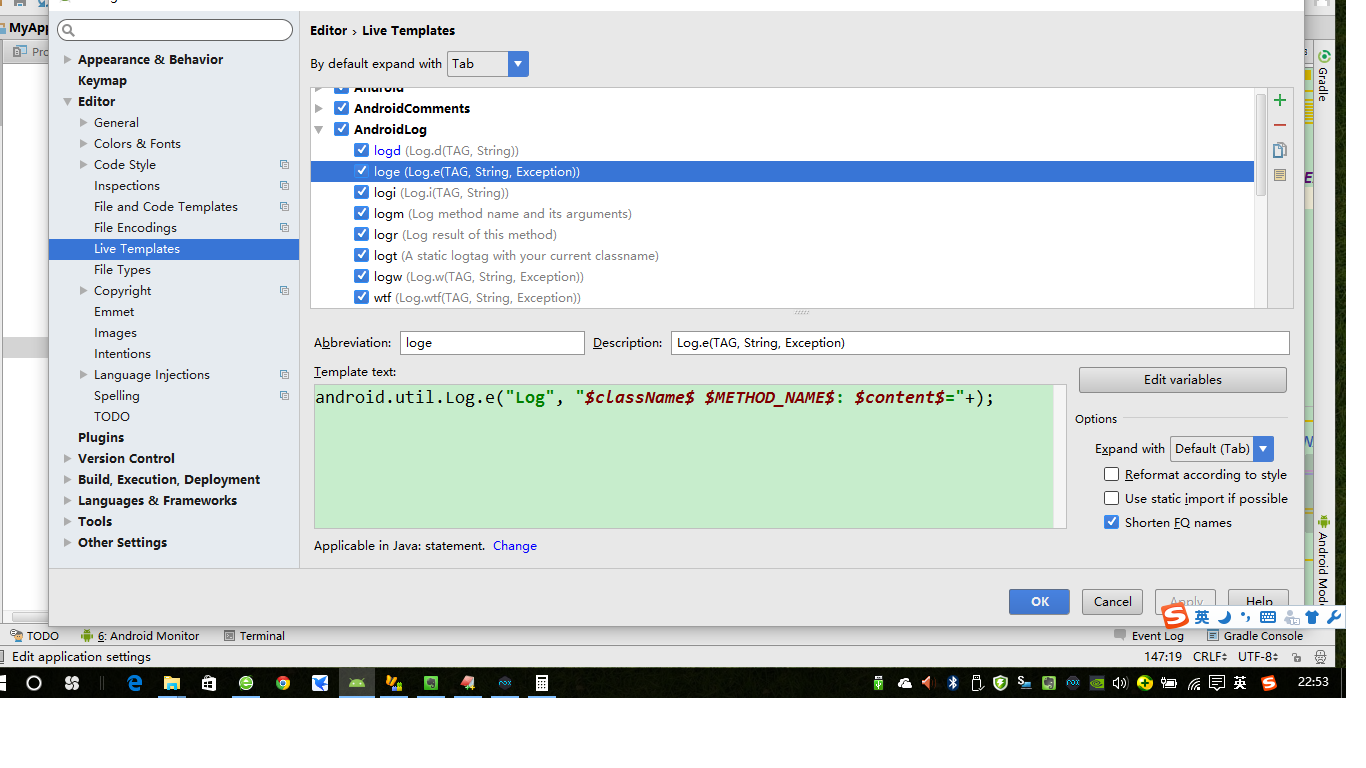 MyApp
Editor › Live Templates
Appearance & Behavior
Keymap
Editor
General
Colors & Fonts
Code Style
Inspections
File and Code Templates
File Encodings
Live Templates
File Types
Copyright
Emmet
Images
Intentions
Language Injections
Spelling
TODO
Plugins
Version Control
Build, Execution, Deployment
Languages & Frameworks
Tools
Other Settings
By default expand with Tab
Android
AndroidComments
AndroidLog
logd (Log.d(TAG, String))
loge (Log.e(TAG, String, Exception))
logi (Log.i(TAG, String))
logm (Log method name and its arguments)
logr (Log result of this method)
logt (A static logtag with your current classname)
logw (Log.w(TAG, String, Exception))
wtf (Log.wtf(TAG, String, Exception))
Abbreviation: loge Description: Log.e(TAG, String, Exception)
Template text:
android.util.Log.e("Log", "$className$ $METHOD_NAME$: $content$="+);
Edit variables
Options
Expand with Default (Tab)
Reformat according to style
Use static import if possible
Shorten FQ names
Applicable in Java: statement. Change
OK Cancel Apply Help
Gradle
英
TODO 6: Android Monitor Terminal Event Log Gradle Console
Edit application settings 147:19 CRLF UTF-8
英 22:53